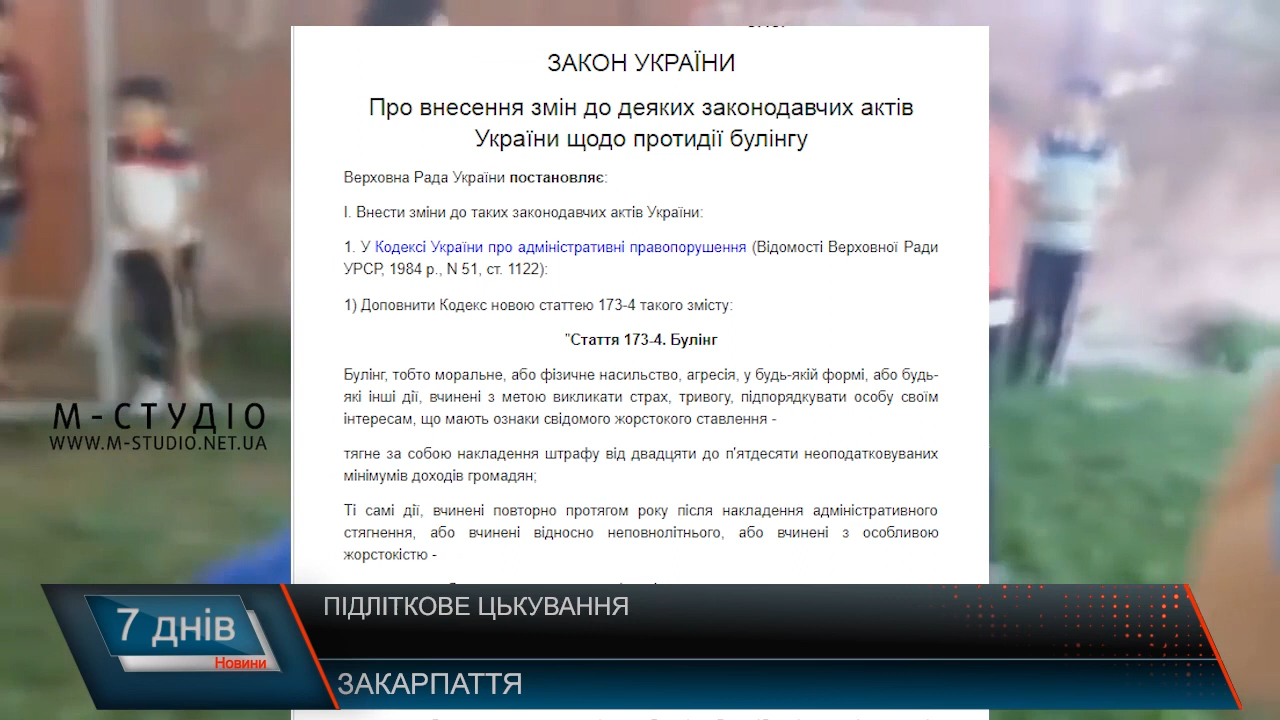 ЗАКОН УКРАЇНИ
Про внесення змін до деяких законодавчих актів
України щодо протидії булінгу
Верховна Рада України постановляє:
I. Внести зміни до таких законодавчих актів України:
1. У Кодексі України про адміністративні правопорушення (Відомості Верховної Ради
УРСР, 1984 р., N 51, ст. 1122):
1) Доповнити Кодекс новою статтею 173-4 такого змісту:
"Стаття 173-4. Булінг
Булінг, тобто моральне, або фізичне насильство, агресія, у будь-якій формі, або будь-
які інші дії, вчинені з метою викликати страх, тривогу, підпорядкувати особу своїм
інтересам, що мають ознаки свідомого жорстокого ставлення -
тягне за собою накладення штрафу від двадцяти до п'ятдесяти неоподатковуваних
мінімумів доходів громадян;
Ті самі дії, вчинені повторно протягом року після накладення адміністративного
стягнення, або вчинені відносно неповнолітнього, або вчинені з особливою
жорстокістю -
М-СТУДІО
WWW.M-STUDIO.NET.UA
7 днів
Новини
ПІДЛІТКОВЕ ЦЬКУВАННЯ
ЗАКАРПАТТЯ